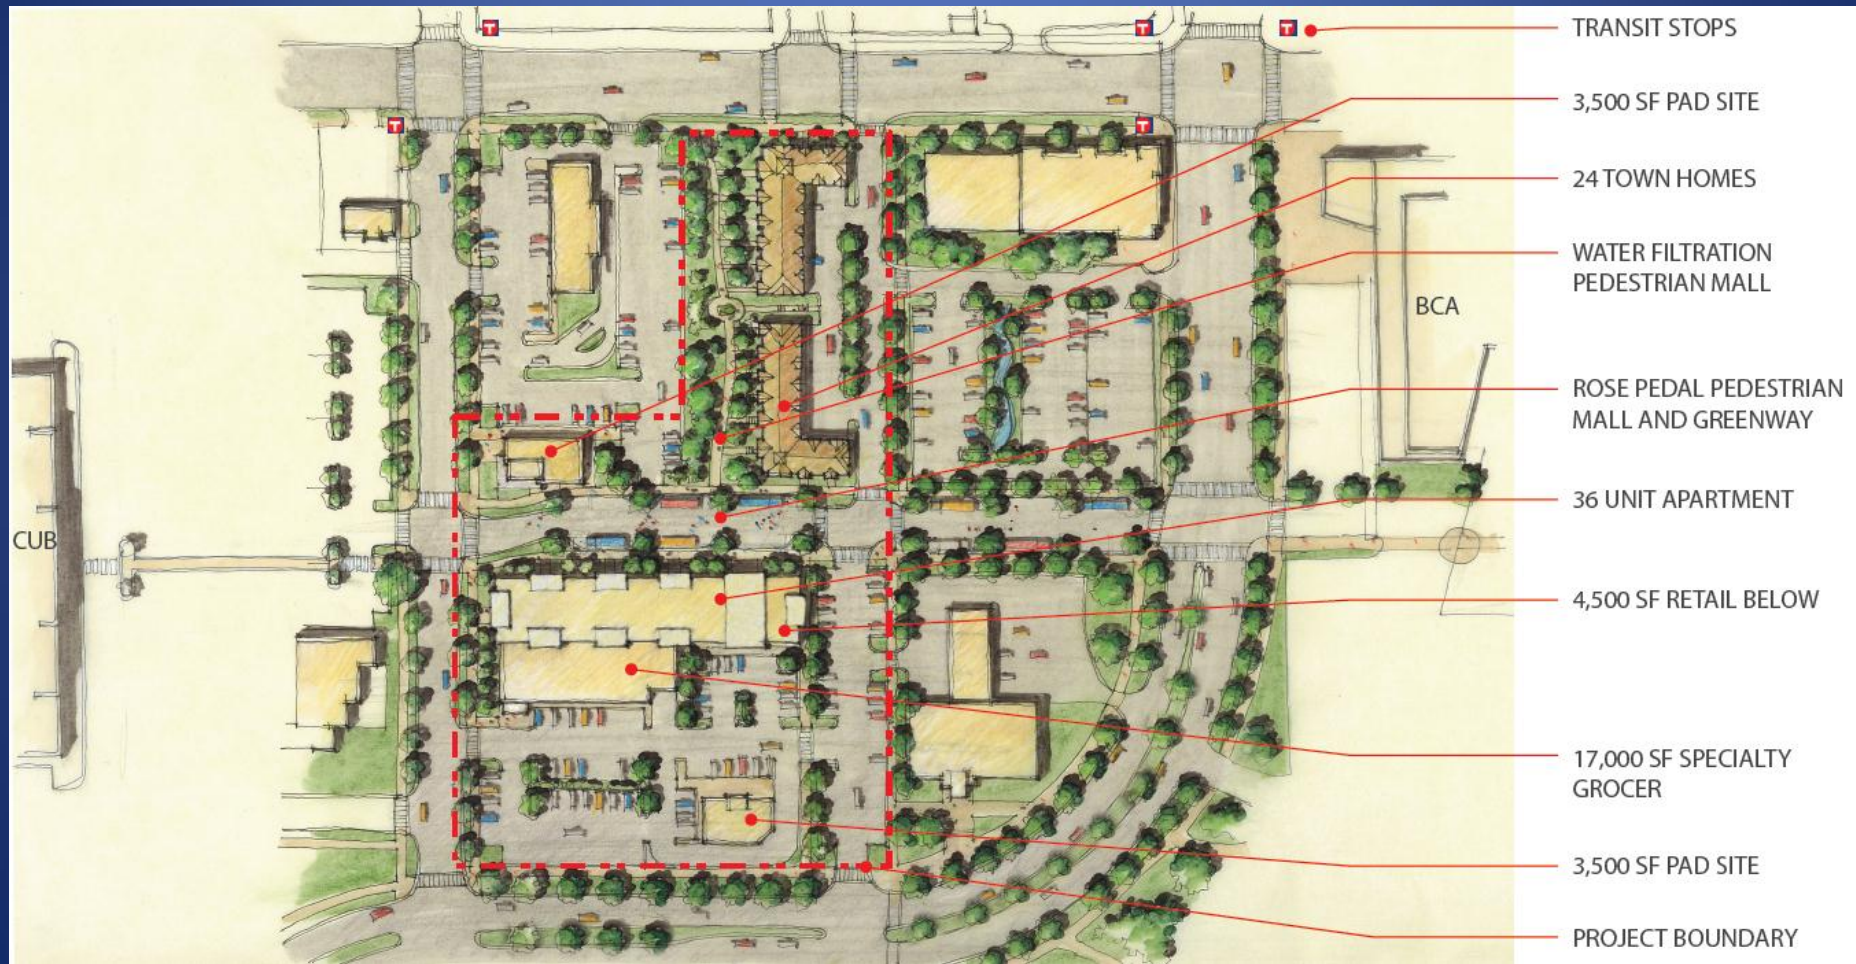 T
T
T
TRANSIT STOPS
3,500 SF PAD SITE
T
T
24 TOWN HOMES
WATER FILTRATION
PEDESTRIAN MALL
BCA
ROSE PEDAL PEDESTRIAN
MALL AND GREENWAY
36 UNIT APARTMENT
CUB
4,500 SF RETAIL BELOW
17,000 SF SPECIALTY
GROCER
3,500 SF PAD SITE
PROJECT BOUNDARY